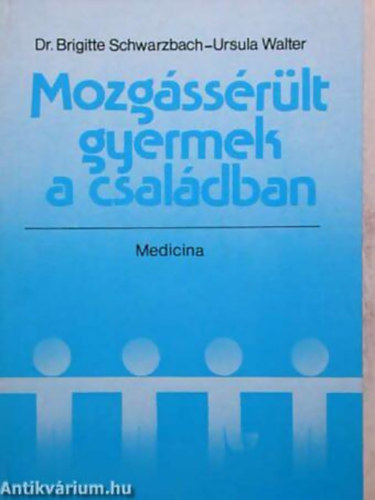 Dr. Brigitte Schwarzbach-Ursula Walter
Mozgássérült
gyermek
a családban
Medicina
Antikvárium.hu